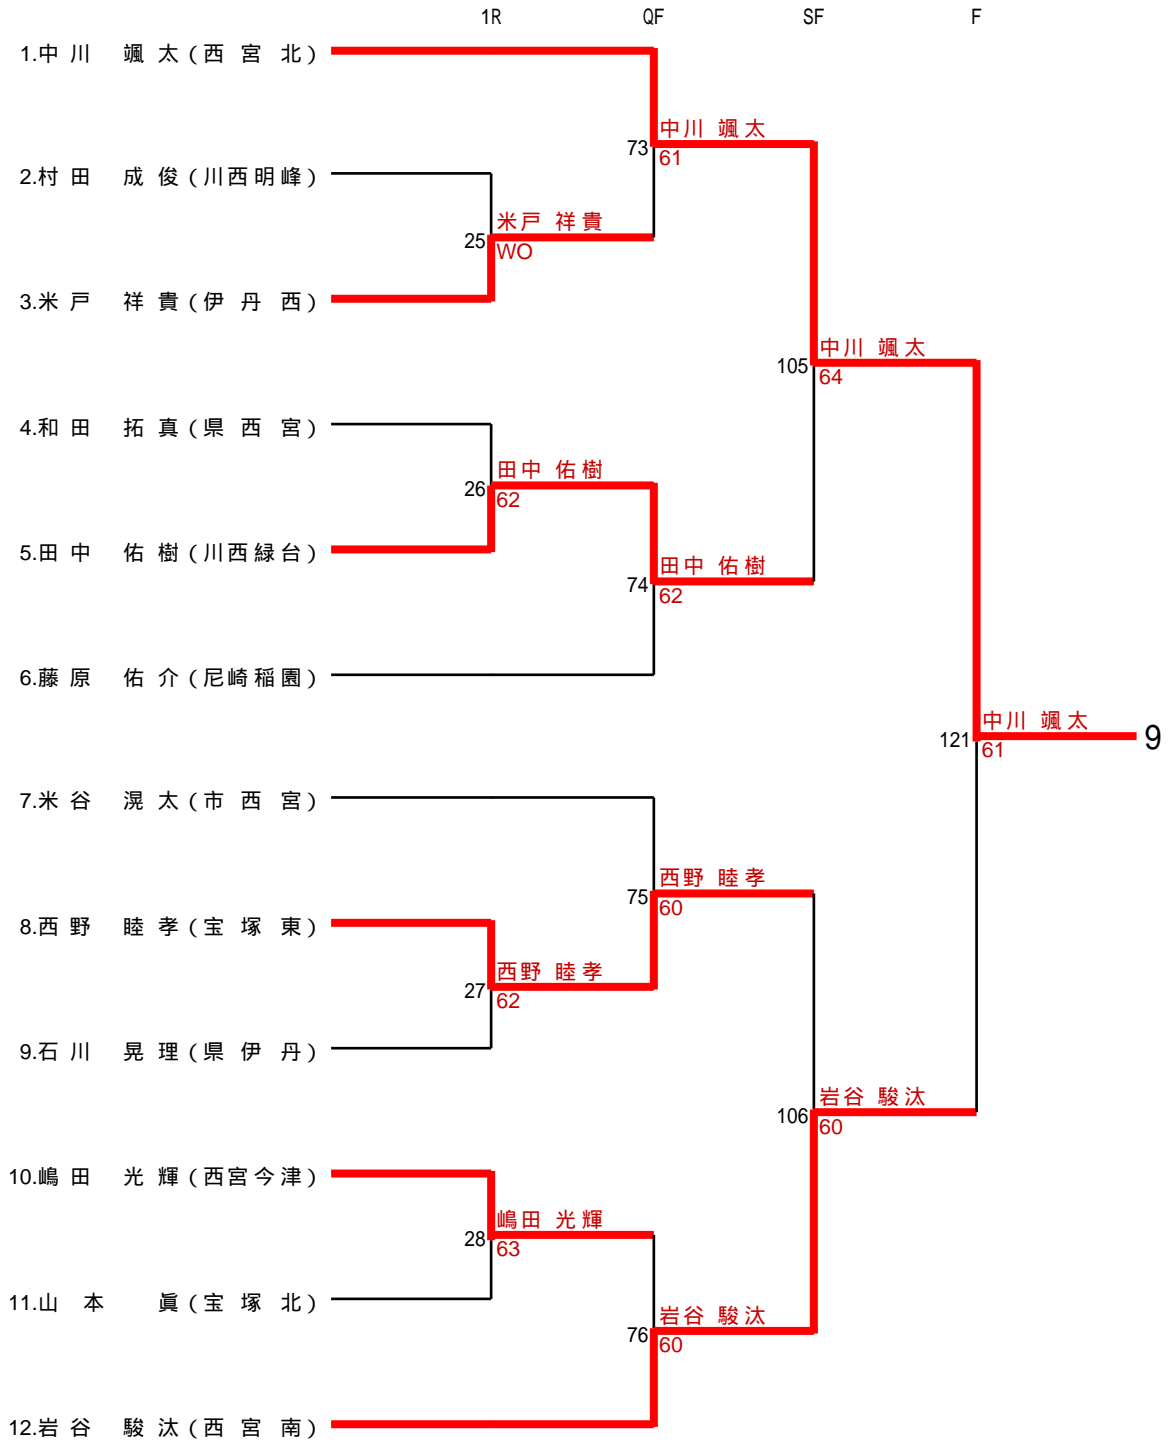 1R QF SF F
1.中川 颯太(西宮北)
中川 颯太
73
61
2.村田 成俊(川西明峰)
米戸 祥貴
25
WO
3.米戸 祥貴(伊丹西)
中川 颯太
105
64
4.和田 拓真(県西宮)
田中 佑樹
26
62
5.田中 佑樹(川西緑台)
田中 佑樹
74
62
6.藤原 佑介(尼崎稲園)
中川 颯太
121
61
9
7.米谷 滉太(市西宮)
西野 睦孝
75
60
8.西野 睦孝(宝塚東)
西野 睦孝
27
62
9.石川 晃理(県伊丹)
岩谷 駿汰
106
60
10.嶋田 光輝(西宮今津)
嶋田 光輝
28
63
11.山本 眞(宝塚北)
岩谷 駿汰
76
60
12.岩谷 駿汰(西宮南)